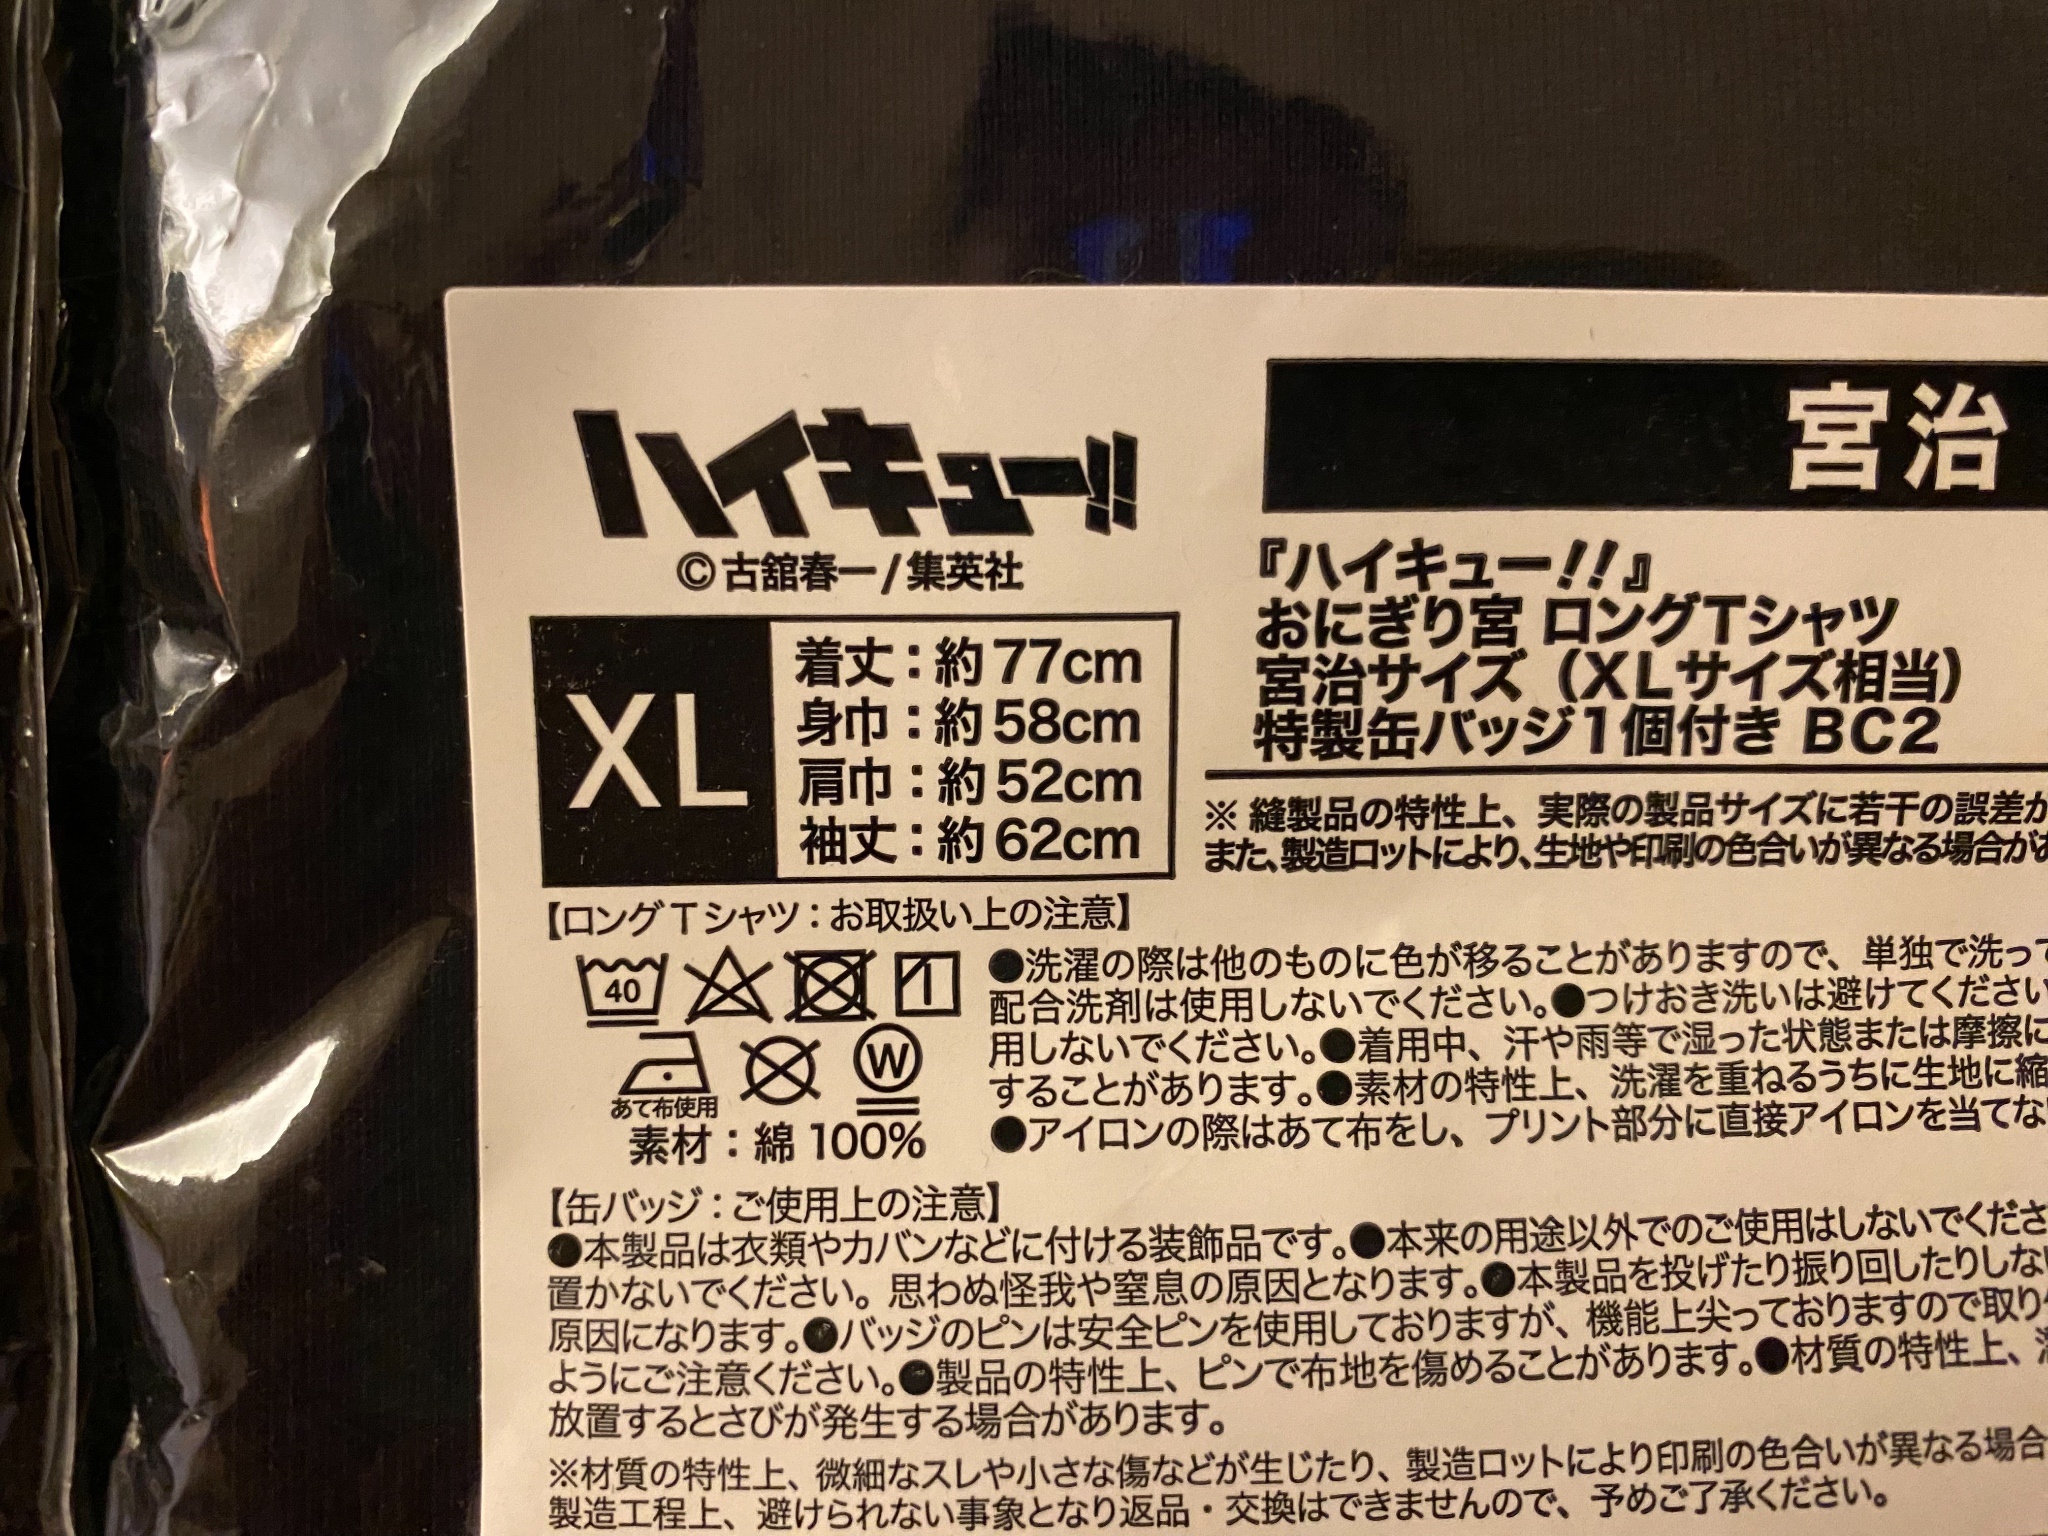 ハイキュー!!
©古舘春一/集英社
宮治
『ハイキュー!!』
おにぎり宮 ロングTシャツ
宮治サイズ（XLサイズ相当）
特製缶バッジ1個付き BC2
XL
着丈：約77cm
身巾：約58cm
肩巾：約52cm
袖丈：約62cm
※縫製品の特性上、実際の製品サイズに若干の誤差が
また、製造ロットにより、生地や印刷の色合いが異なる場合がお
【ロングTシャツ：お取扱い上の注意】
40
W
あて布使用
素材：綿 100%
●洗濯の際は他のものに色が移ることがありますので、単独で洗って
配合洗剤は使用しないでください。●つけおき洗いは避けてください
用しないでください。●着用中、汗や雨等で湿った状態または摩擦に
することがあります。●素材の特性上、洗濯を重ねるうちに生地に縮
●アイロンの際はあて布をし、プリント部分に直接アイロンを当てな
【缶バッジ：ご使用上の注意】
●本製品は衣類やカバンなどに付ける装飾品です。●本来の用途以外でのご使用はしないでくださ
置かないでください。思わぬ怪我や窒息の原因となります。●本製品を投げたり振り回したりしな
原因になります。●バッジのピンは安全ピンを使用しておりますが、機能上尖っておりますので取り
ようにご注意ください。●製品の特性上、ピンで布地を傷めることがあります。●材質の特性上、
放置するとさびが発生する場合があります。
※材質の特性上、微細なスレや小さな傷などが生じたり、製造ロットにより印刷の色合いが異なる場合
製造工程上、避けられない事象となり返品・交換はできませんので、予めご了承ください。